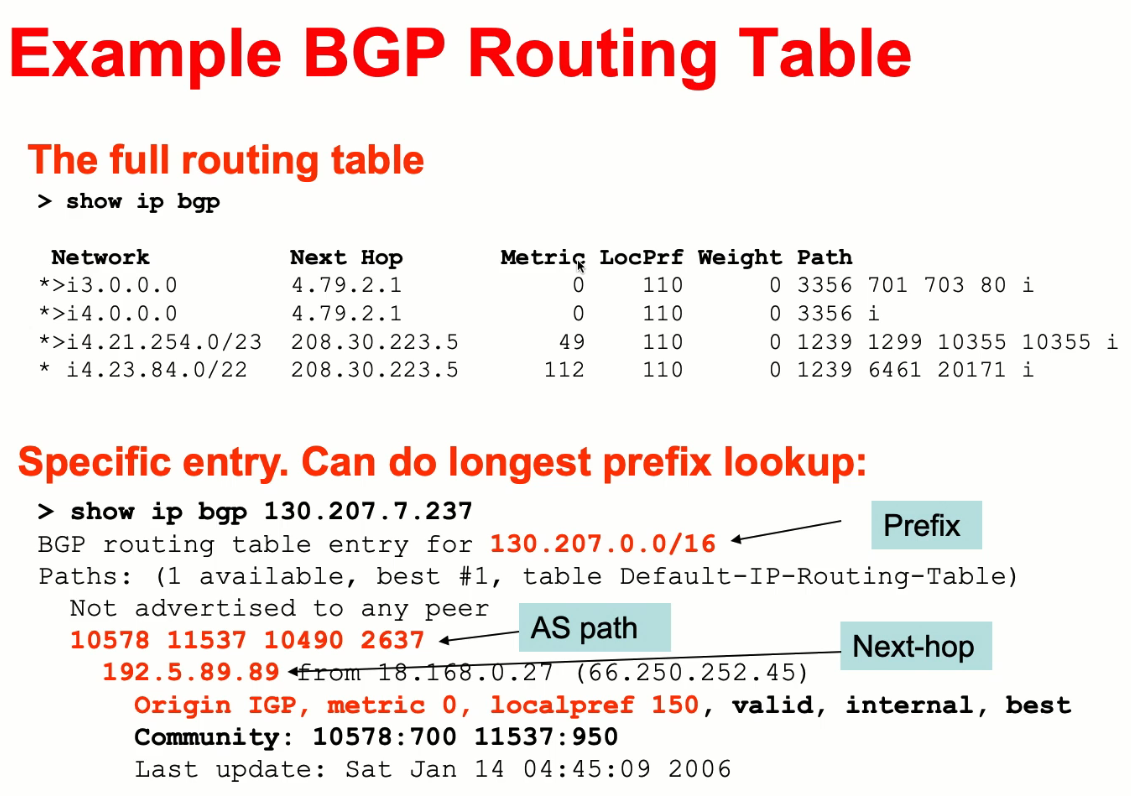 Example BGP Routing Table
The full routing table
> show ip bgp
Network Next Hop Metric LocPrf Weight Path
*>i3.0.0.0 4.79.2.1 0 110 0 3356 701 703 80 i
*>i4.0.0.0 4.79.2.1 0 110 0 3356 i
*>i4.21.254.0/23 208.30.223.5 49 110 0 1239 1299 10355 10355 i
* i4.23.84.0/22 208.30.223.5 112 110 0 1239 6461 20171 i
Specific entry. Can do longest prefix lookup:
> show ip bgp 130.207.7.237
Prefix
BGP routing table entry for 130.207.0.0/16
Paths: (1 available, best #1, table Default-IP-Routing-Table)
Not advertised to any peer
AS path
10578 11537 10490 2637
Next-hop
192.5.89.89 from 18.168.0.27 (66.250.252.45)
Origin IGP, metric 0, localpref 150, valid, internal, best
Community: 10578:700 11537:950
Last update: Sat Jan 14 04:45:09 2006